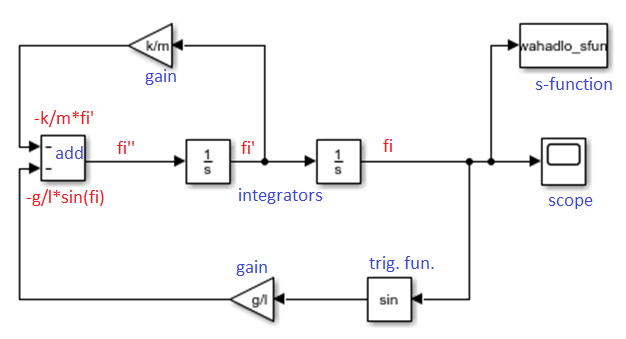 k/m
wahadlo_sfun
gain
s-function
-k/m*fi'
-
add
-
fi''
1
s
fi'
1
s
fi
-g/l*sin(fi)
integrators
scope
gain
trig. fun.
g/l
sin